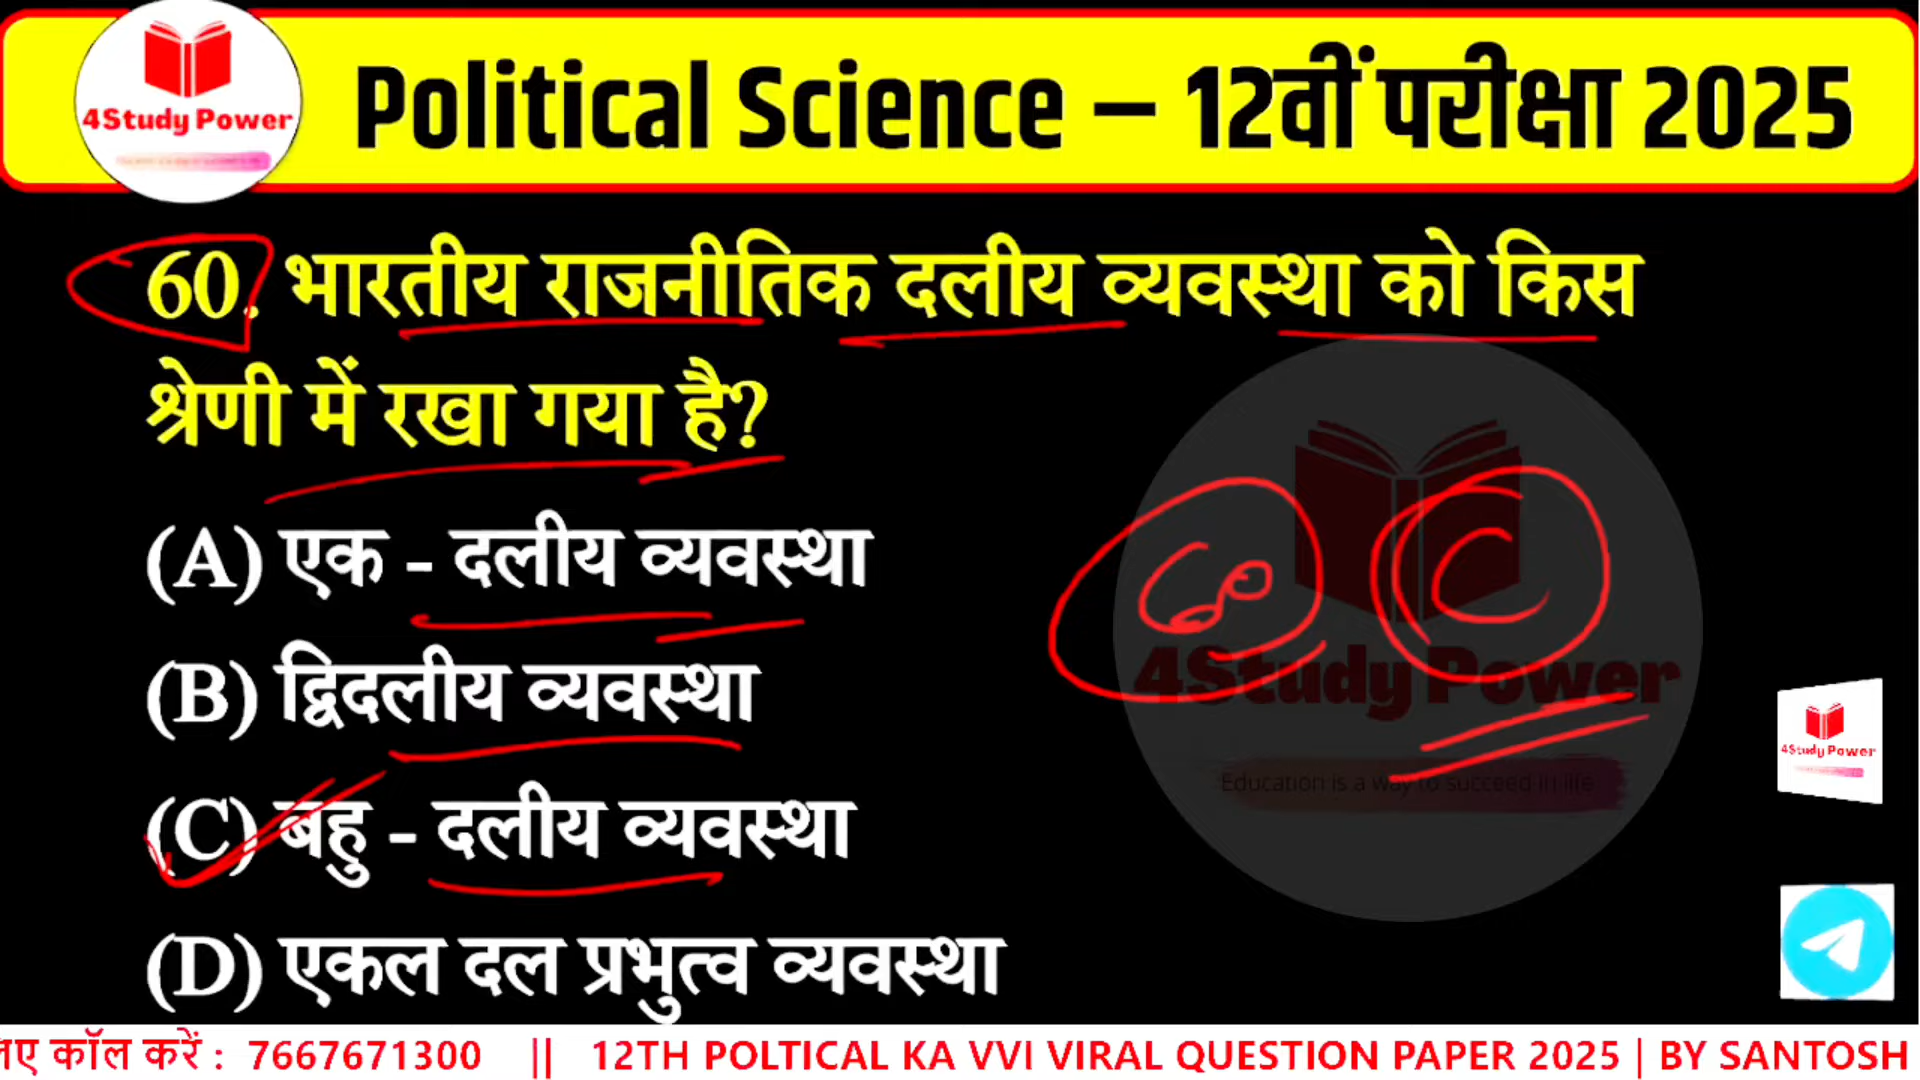 4Study Power
Political Science – 12वीं परीक्षा 2025
60. भारतीय राजनीतिक दलीय व्यवस्था को किस
श्रेणी में रखा गया है?
(A) एक - दलीय व्यवस्था
(B) द्विदलीय व्यवस्था
(C) बहु - दलीय व्यवस्था
(D) एकल दल प्रभुत्व व्यवस्था
60 C
4Study Power
Education is a way to succeed in life
4Study Power
कॉल करें : 7667671300 || 12TH POLTICAL KA VVI VIRAL QUESTION PAPER 2025 | BY SANTOSH